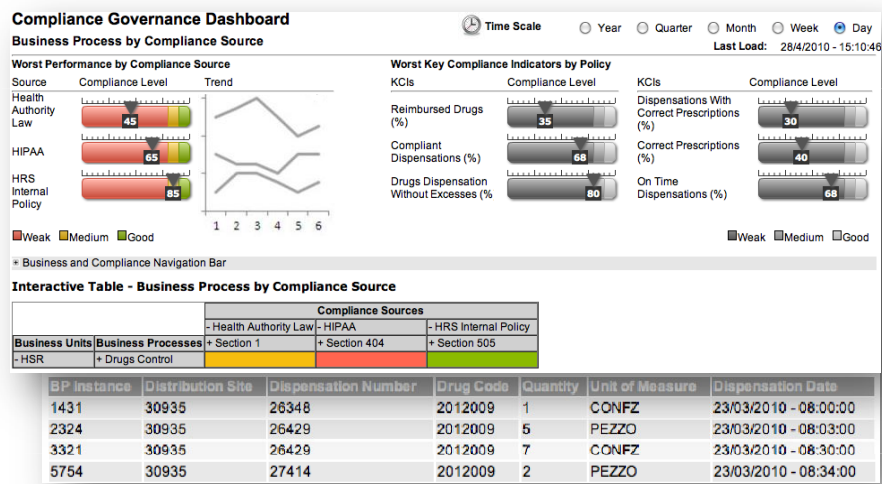 Compliance Governance Dashboard
Time Scale Year Quarter Month Week Day
Business Process by Compliance Source
Last Load: 28/4/2010 - 15:10:46
Worst Performance by Compliance Source
Source Compliance Level Trend
Health Authority Law 45
HIPAA 65
HRS Internal Policy 85
1 2 3 4 5 6
Weak Medium Good
Worst Key Compliance Indicators by Policy
KCIs Compliance Level KCIs Compliance Level
Reimbursed Drugs (%) 35
Dispensations With Correct Prescriptions (%) 30
Compliant Dispensations (%) 68
Correct Prescriptions (%) 40
Drugs Dispensation Without Excesses (% 80
On Time Dispensations (%) 68
Weak Medium Good
+ Business and Compliance Navigation Bar
Interactive Table - Business Process by Compliance Source
Compliance Sources
- Health Authority Law - HIPAA - HRS Internal Policy
Business Units Business Processes + Section 1 + Section 404 + Section 505
- HSR + Drugs Control
BP Instance Distribution Site Dispensation Number Drug Code Quantity Unit of Measure Dispensation Date
1431 30935 26348 2012009 1 CONFZ 23/03/2010 - 08:00:00
2324 30935 26429 2012009 5 PEZZO 23/03/2010 - 08:03:00
3321 30935 26429 2012009 7 CONFZ 23/03/2010 - 08:30:00
5754 30935 27414 2012009 2 PEZZO 23/03/2010 - 08:34:00